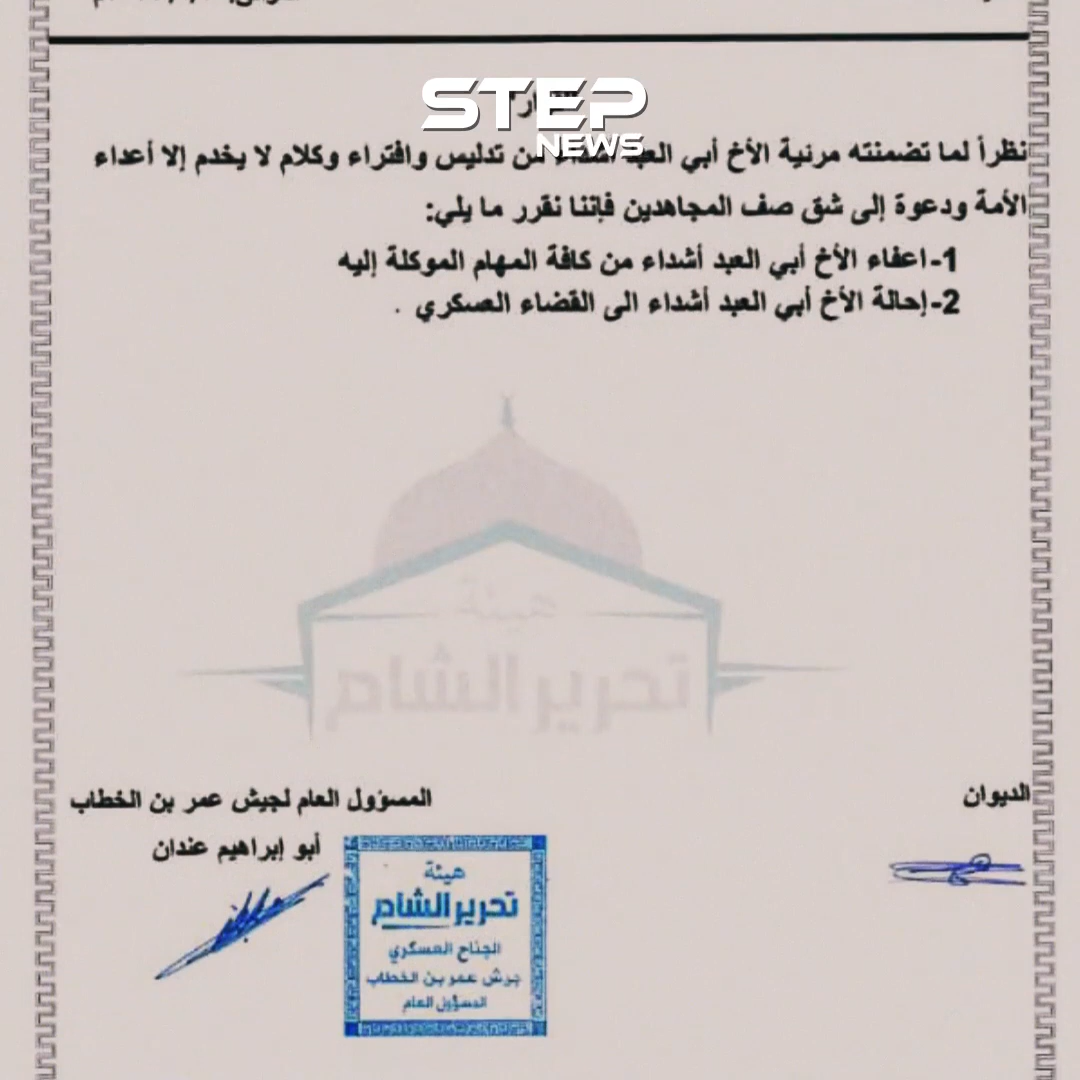 STEP
NEWS
نظراً لما تضمنته مرئية الأخ أبي العبد أشداء من تدليس وافتراء وكلام لا يخدم إلا أعداء
الأمة ودعوة إلى شق صف المجاهدين فإننا نقرر ما يلي:
1-اعفاء الأخ أبي العبد أشداء من كافة المهام الموكلة إليه
2-إحالة الأخ أبي العبد أشداء الى القضاء العسكري .
هيئة
تحرير الشام
الديوان
المسؤول العام لجيش عمر بن الخطاب
أبو إبراهيم عندان
هيئة
تحرير الشام
الجناح العسكري
جيش عمر بن الخطاب
المسؤول العام